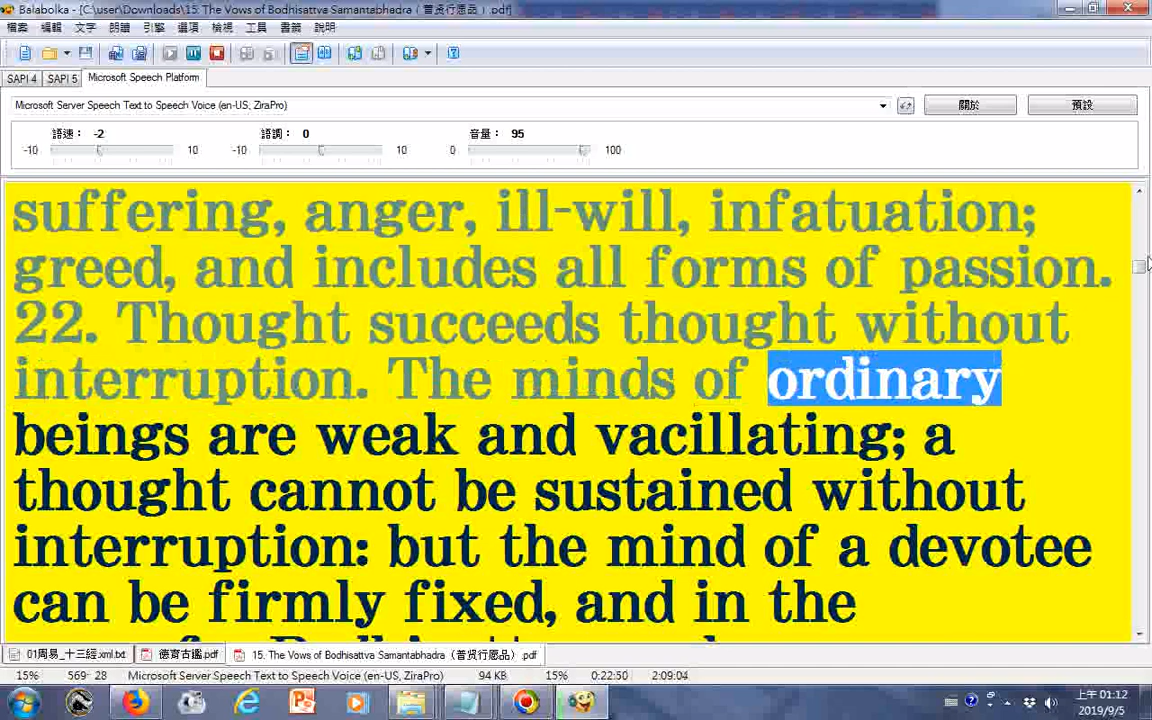 Balabolka - [C:\user\Downloads\15. The Vows of Bodhisattva Samantabhadra（普贤行愿品）.pdf]
檔案 編輯 文字 朗讀 引擎 選項 檢視 工具 書籤 說明
SAPI 4 SAPI 5 Microsoft Speech Platform
Microsoft Server Speech Text to Speech Voice (en-US, ZiraPro) 關於 預設
語速： -2 語調： 0 音量： 95
-10 10 -10 10 0 100
suffering, anger, ill-will, infatuation;
greed, and includes all forms of passion.
22. Thought succeeds thought without
interruption. The minds of ordinary
beings are weak and vacillating; a
thought cannot be sustained without
interruption: but the mind of a devotee
can be firmly fixed, and in the
01周易_十三經.xml.txt 德育古鑑.pdf 15. The Vows of Bodhisattva Samantabhadra（普贤行愿品）.pdf
15% 569: 28 Microsoft Server Speech Text to Speech Voice (en-US, ZiraPro) 94 KB 15% 0:22:50 2:09:04
上午 01:12
2019/9/5